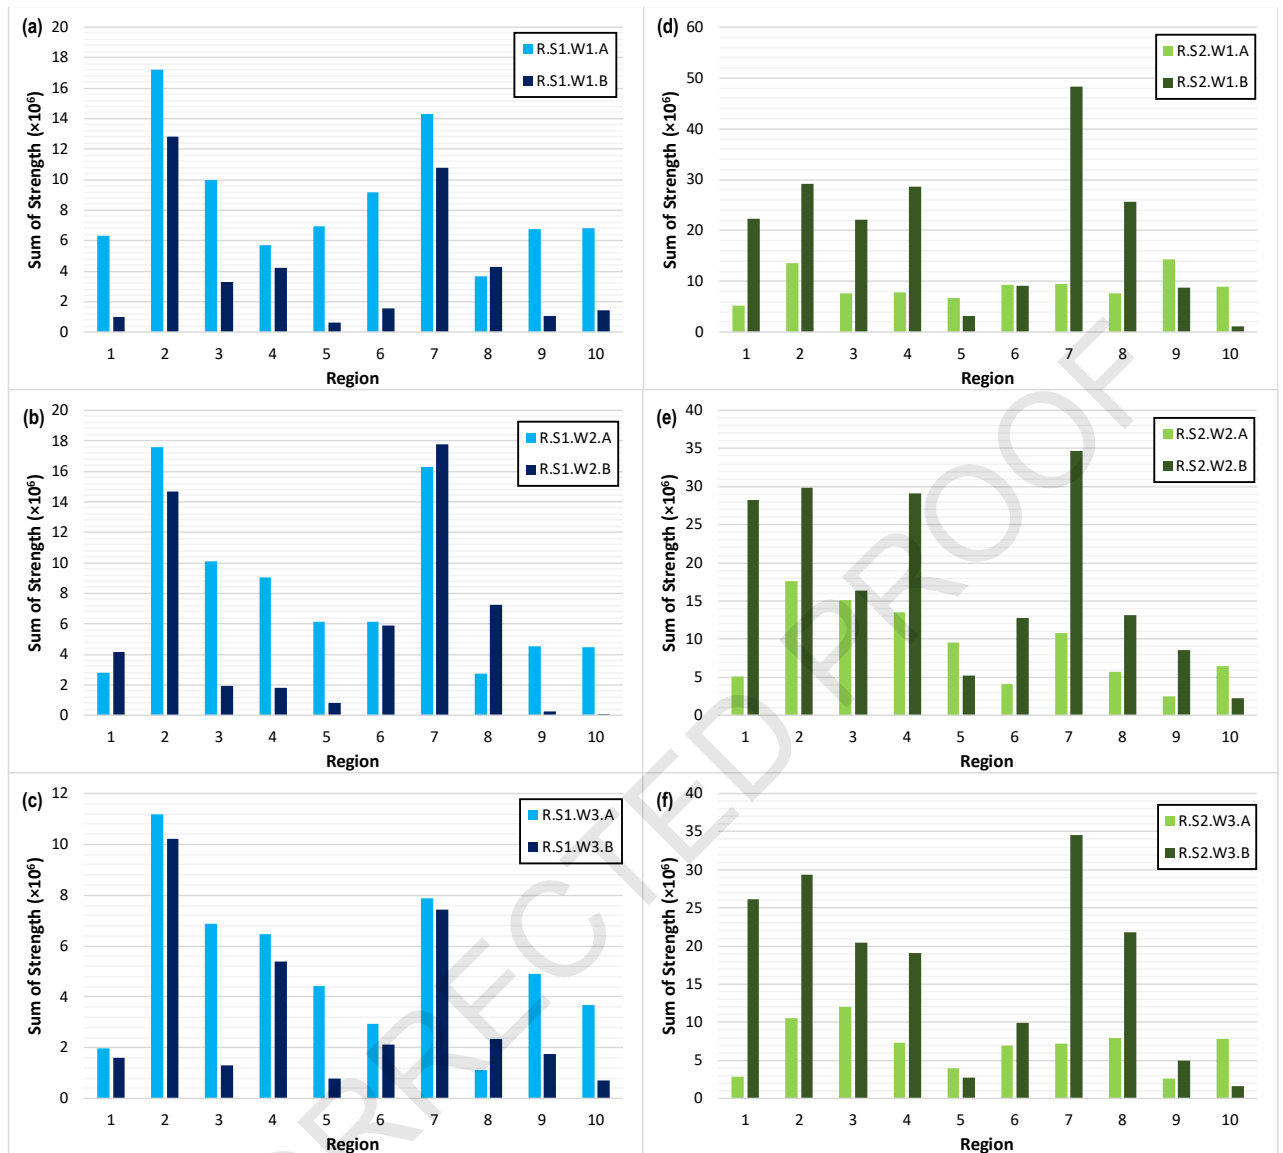 (a)
20
18
16
14
12
10
8
6
4
2
0
Sum of Strength (×10⁶)
R.S1.W1.A
R.S1.W1.B
1 2 3 4 5 6 7 8 9 10
Region
(d)
60
50
40
30
20
10
0
Sum of Strength (×10⁶)
R.S2.W1.A
R.S2.W1.B
1 2 3 4 5 6 7 8 9 10
Region
(b)
20
18
16
14
12
10
8
6
4
2
0
Sum of Strength (×10⁶)
R.S1.W2.A
R.S1.W2.B
1 2 3 4 5 6 7 8 9 10
Region
(e)
40
35
30
25
20
15
10
5
0
Sum of Strength (×10⁶)
R.S2.W2.A
R.S2.W2.B
1 2 3 4 5 6 7 8 9 10
Region
(c)
12
10
8
6
4
2
0
Sum of Strength (×10⁶)
R.S1.W3.A
R.S1.W3.B
1 2 3 4 5 6 7 8 9 10
Region
(f)
40
35
30
25
20
15
10
5
0
Sum of Strength (×10⁶)
R.S2.W3.A
R.S2.W3.B
1 2 3 4 5 6 7 8 9 10
Region
RRECTED PROOF